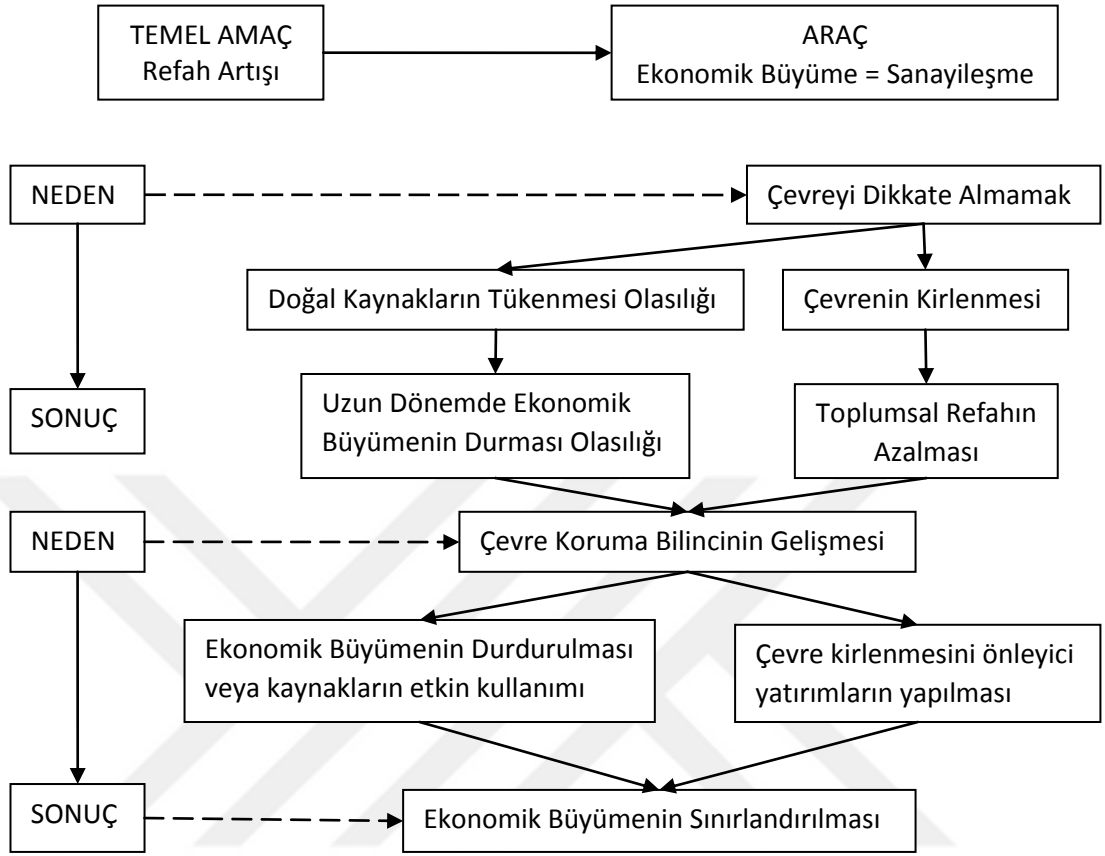 TEMEL AMAÇ
Refah Artışı
ARAÇ
Ekonomik Büyüme = Sanayileşme
NEDEN
Çevreyi Dikkate Almamak
Doğal Kaynakların Tükenmesi Olasılığı
Çevrenin Kirlenmesi
SONUÇ
Uzun Dönemde Ekonomik
Büyümenin Durması Olasılığı
Toplumsal Refahın
Azalması
NEDEN
Çevre Koruma Bilincinin Gelişmesi
Ekonomik Büyümenin Durdurulması
veya kaynakların etkin kullanımı
Çevre kirlenmesini önleyici
yatırımların yapılması
SONUÇ
Ekonomik Büyümenin Sınırlandırılması